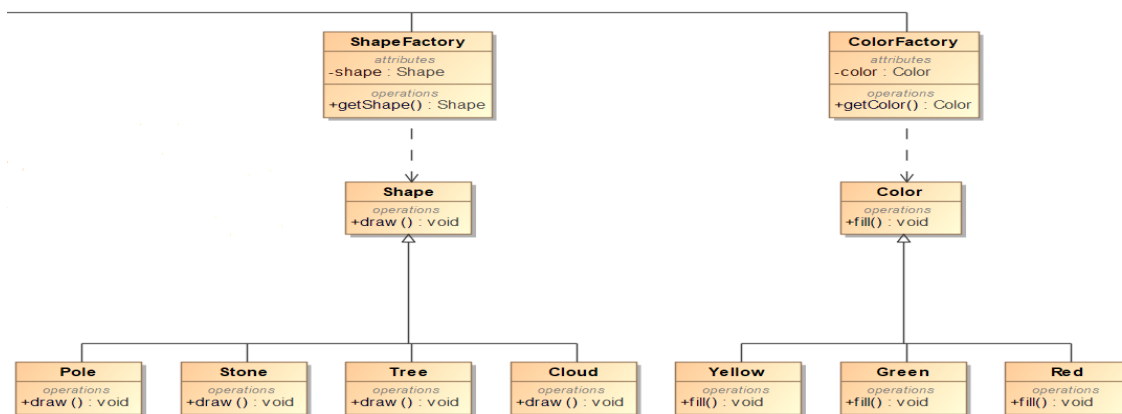 ShapeFactory
attributes
-shape : Shape
operations
+getShape() : Shape
ColorFactory
attributes
-color : Color
operations
+getColor() : Color
Shape
operations
+draw () : void
Color
operations
+fill() : void
Pole
operations
+draw () : void
Stone
operations
+draw () : void
Tree
operations
+draw () : void
Cloud
operations
+draw () : void
Yellow
operations
+fill() : void
Green
operations
+fill() : void
Red
operations
+fill() : void